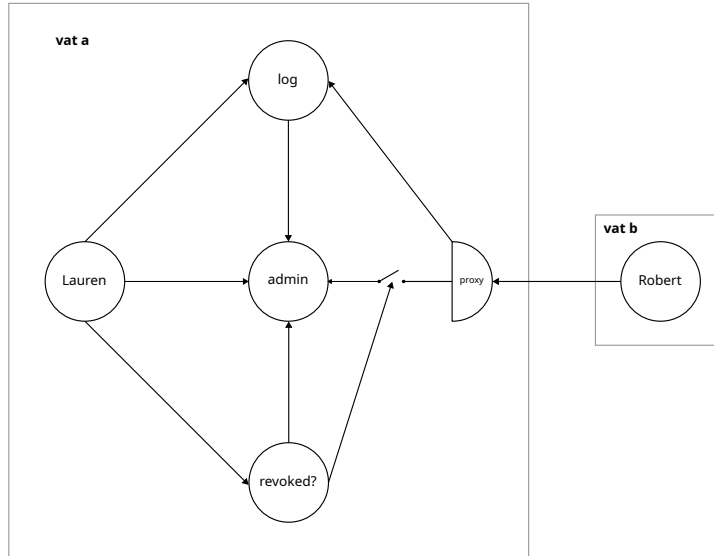 vat a
log
vat b
Lauren
admin
proxy
Robert
revoked?